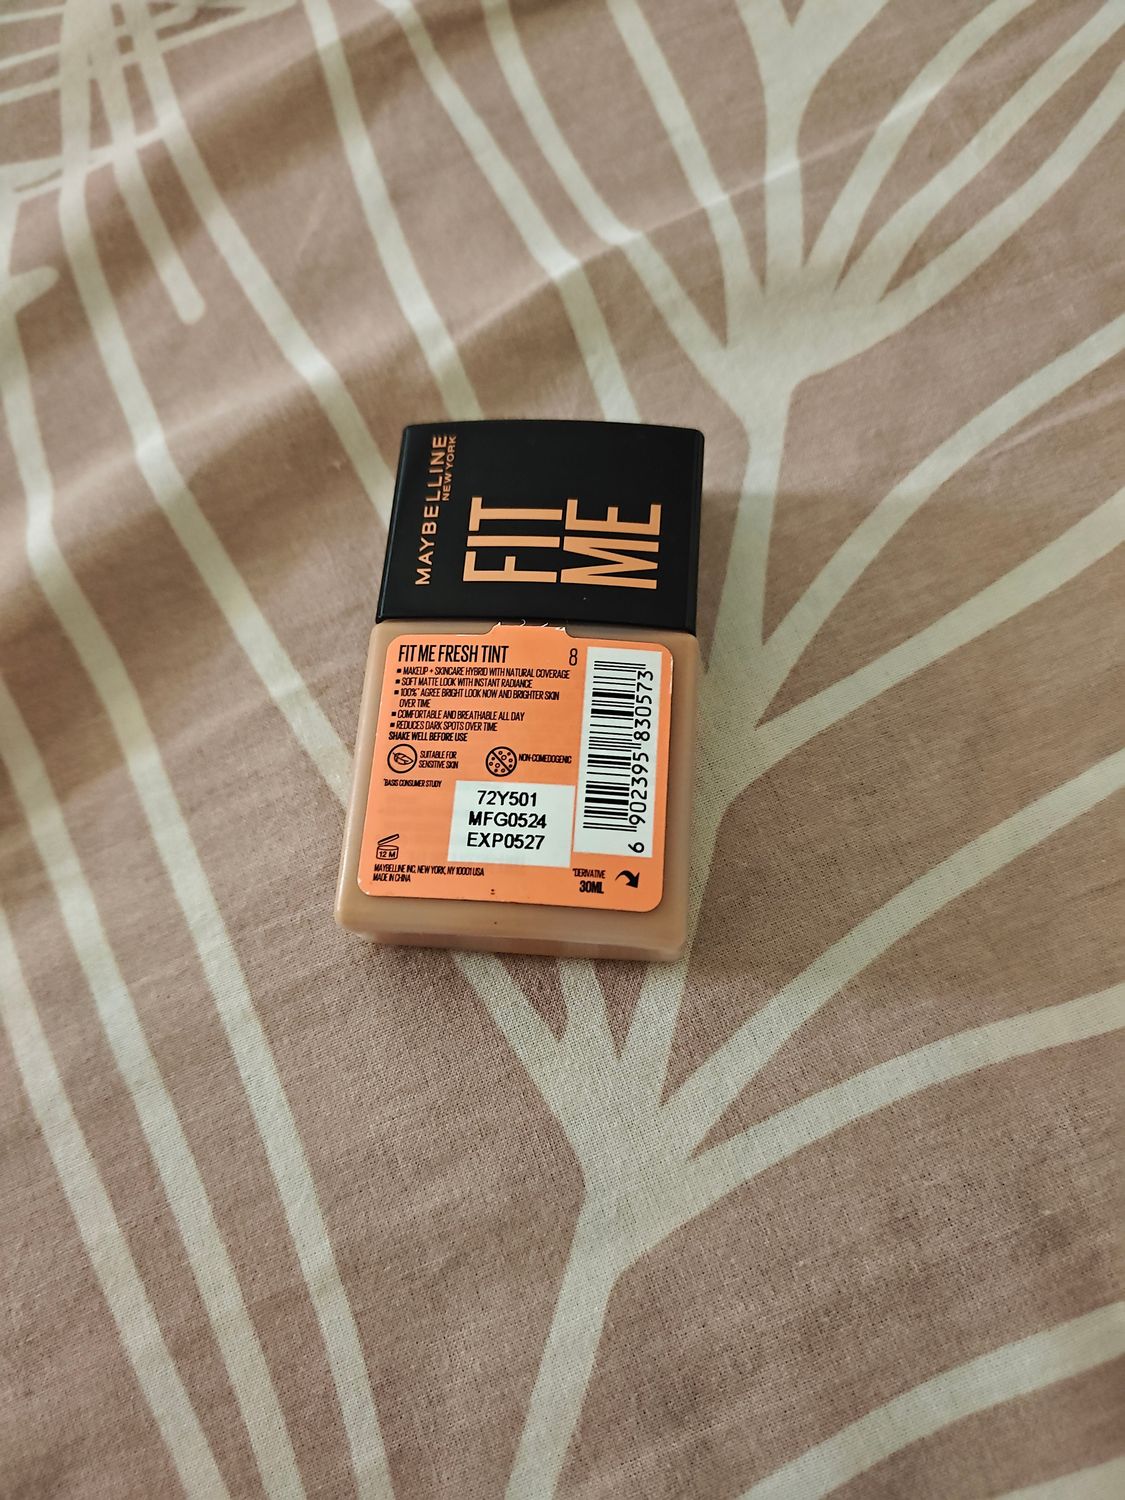 MAYBELLINE
NEW YORK
FIT
ME
FIT ME FRESH TINT
8
▪ MAKEUP + SKINCARE HYBRID WITH NATURAL COVERAGE
▪ SOFT MATTE LOOK WITH INSTANT RADIANCE
▪ 100%* AGREE BRIGHT LOOK NOW AND BRIGHTER SKIN
OVER TIME
▪ COMFORTABLE AND BREATHABLE ALL DAY
▪ REDUCES DARK SPOTS OVER TIME
SHAKE WELL BEFORE USE
SUITABLE FOR
SENSITIVE SKIN
NON-COMEDOGENIC
*BASIS CONSUMER STUDY
72Y501
MFG0524
EXP0527
6 902395 830573
12 M
MAYBELLINE INC, NEW YORK, NY 10001 USA
MADE IN CHINA
*DERIVATIVE
30ML